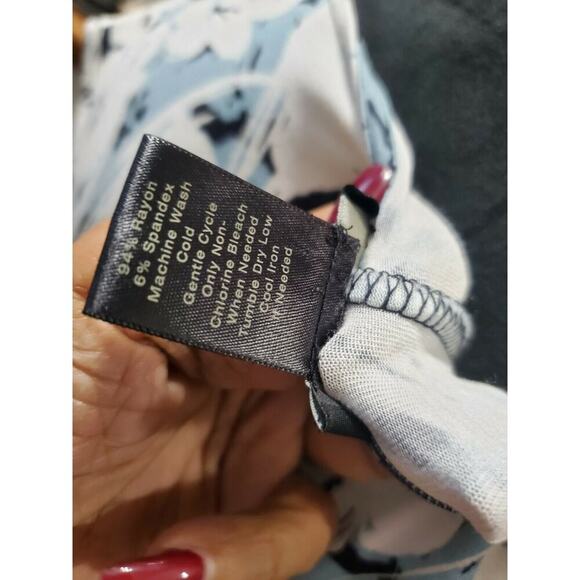 94% Rayon
6% Spandex
Machine Wash
Cold
Gentle Cycle
Only Non-
Chlorine Bleach
When Needed
Tumble Dry Low
Cool Iron
If Needed